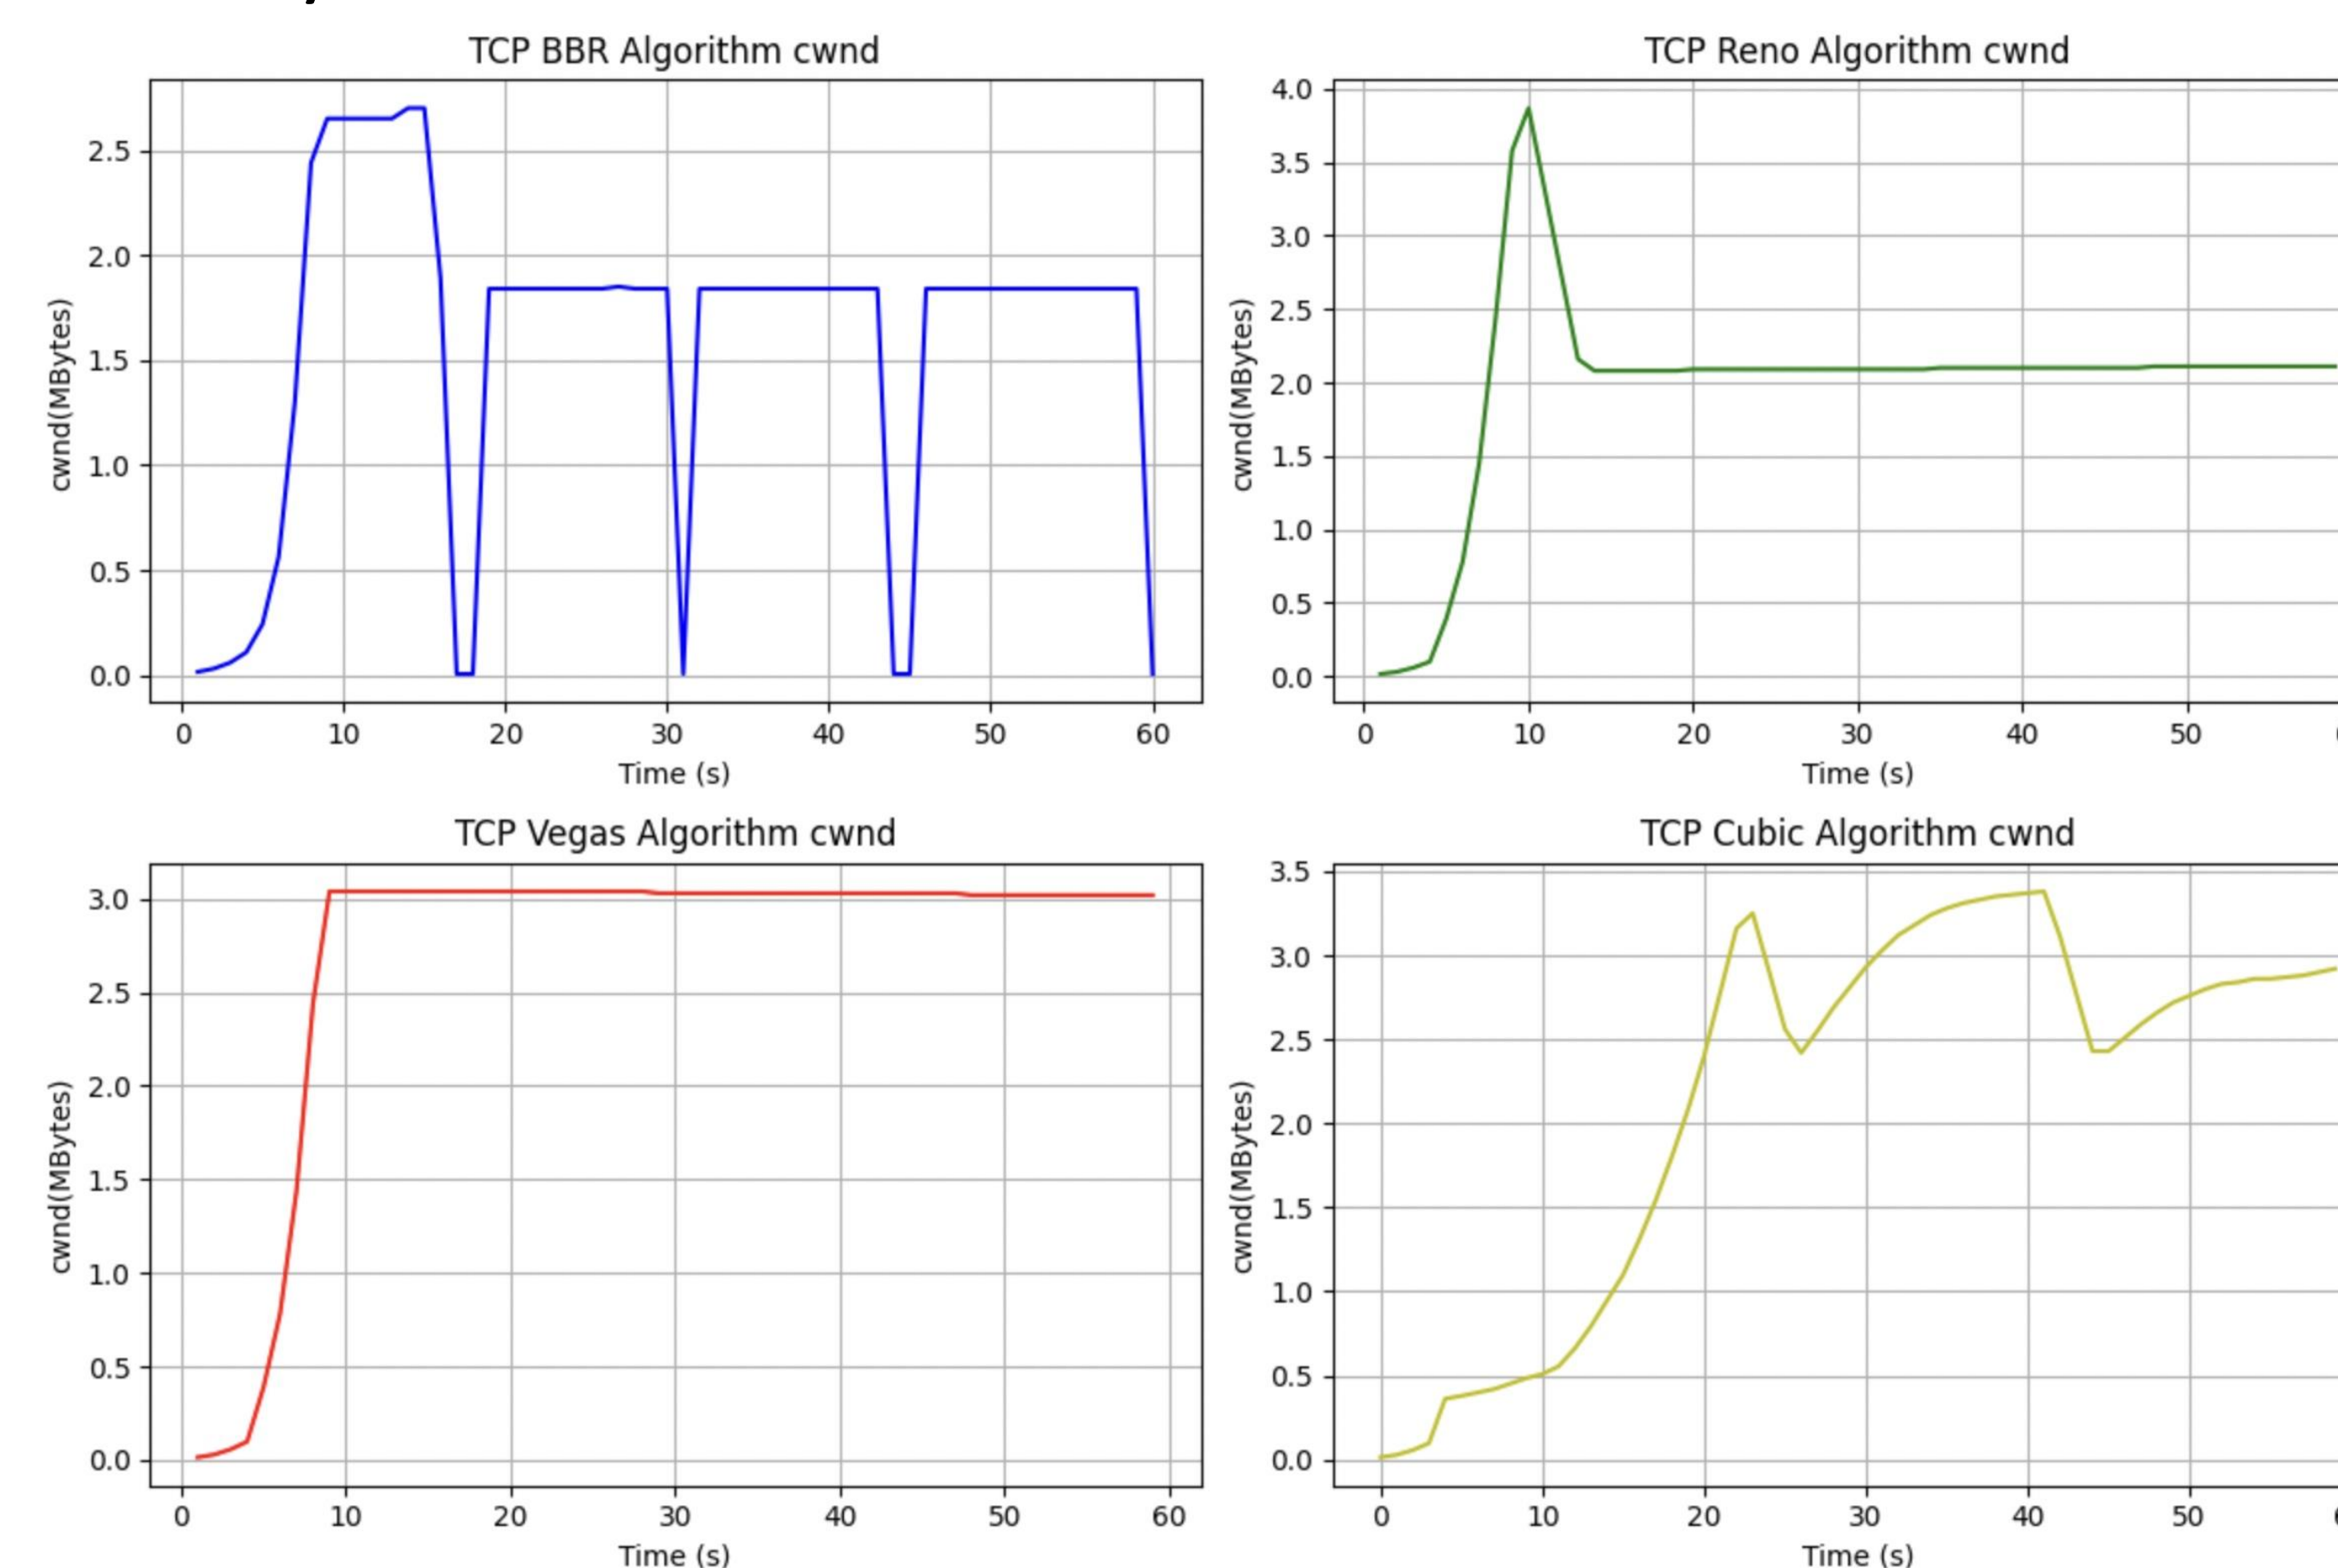 TCP BBR Algorithm cwnd
cwnd(MBytes)
2.5
2.0
1.5
1.0
0.5
0.0
0 10 20 30 40 50 60
Time (s)
TCP Reno Algorithm cwnd
cwnd(MBytes)
4.0
3.5
3.0
2.5
2.0
1.5
1.0
0.5
0.0
0 10 20 30 40 50
Time (s)
TCP Vegas Algorithm cwnd
cwnd(MBytes)
3.0
2.5
2.0
1.5
1.0
0.5
0.0
0 10 20 30 40 50 60
Time (s)
TCP Cubic Algorithm cwnd
cwnd(MBytes)
3.5
3.0
2.5
2.0
1.5
1.0
0.5
0.0
0 10 20 30 40 50
Time (s)